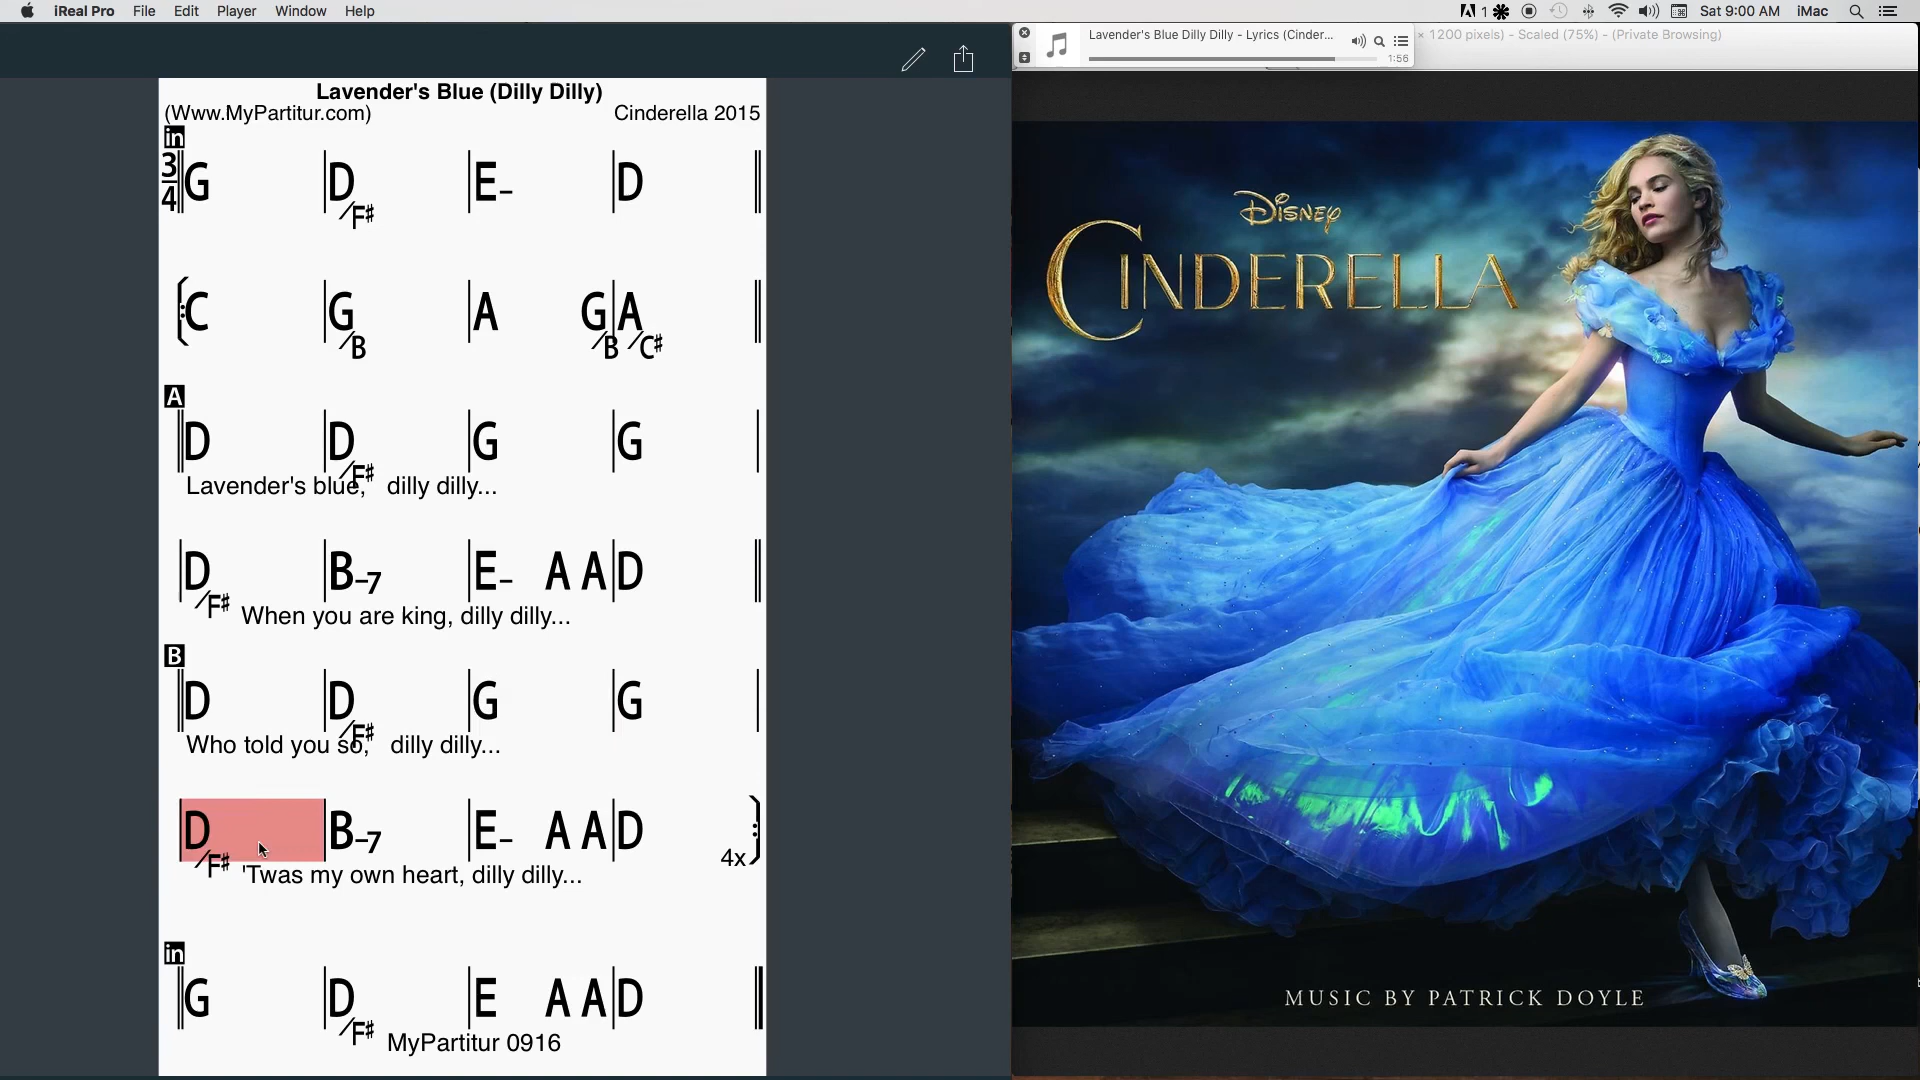 iReal Pro File Edit Player Window Help
1 Sat 9:00 AM iMac
Lavender's Blue Dilly Dilly - Lyrics (Cinder...
1:56
× 1200 pixels) - Scaled (75%) - (Private Browsing)
Lavender's Blue (Dilly Dilly)
(Www.MyPartitur.com) Cinderella 2015
in
3/4 G D/F# E– D
C G/B A G/B A/C#
A
D D/F# G G
Lavender's blue, dilly dilly...
D/F# B–7 E– A A D
When you are king, dilly dilly...
B
D D/F# G G
Who told you so, dilly dilly...
D/F# B–7 E– A A D 4x
'Twas my own heart, dilly dilly...
in
G D/F# E A A D
MyPartitur 0916
Disney
CINDERELLA
MUSIC BY PATRICK DOYLE